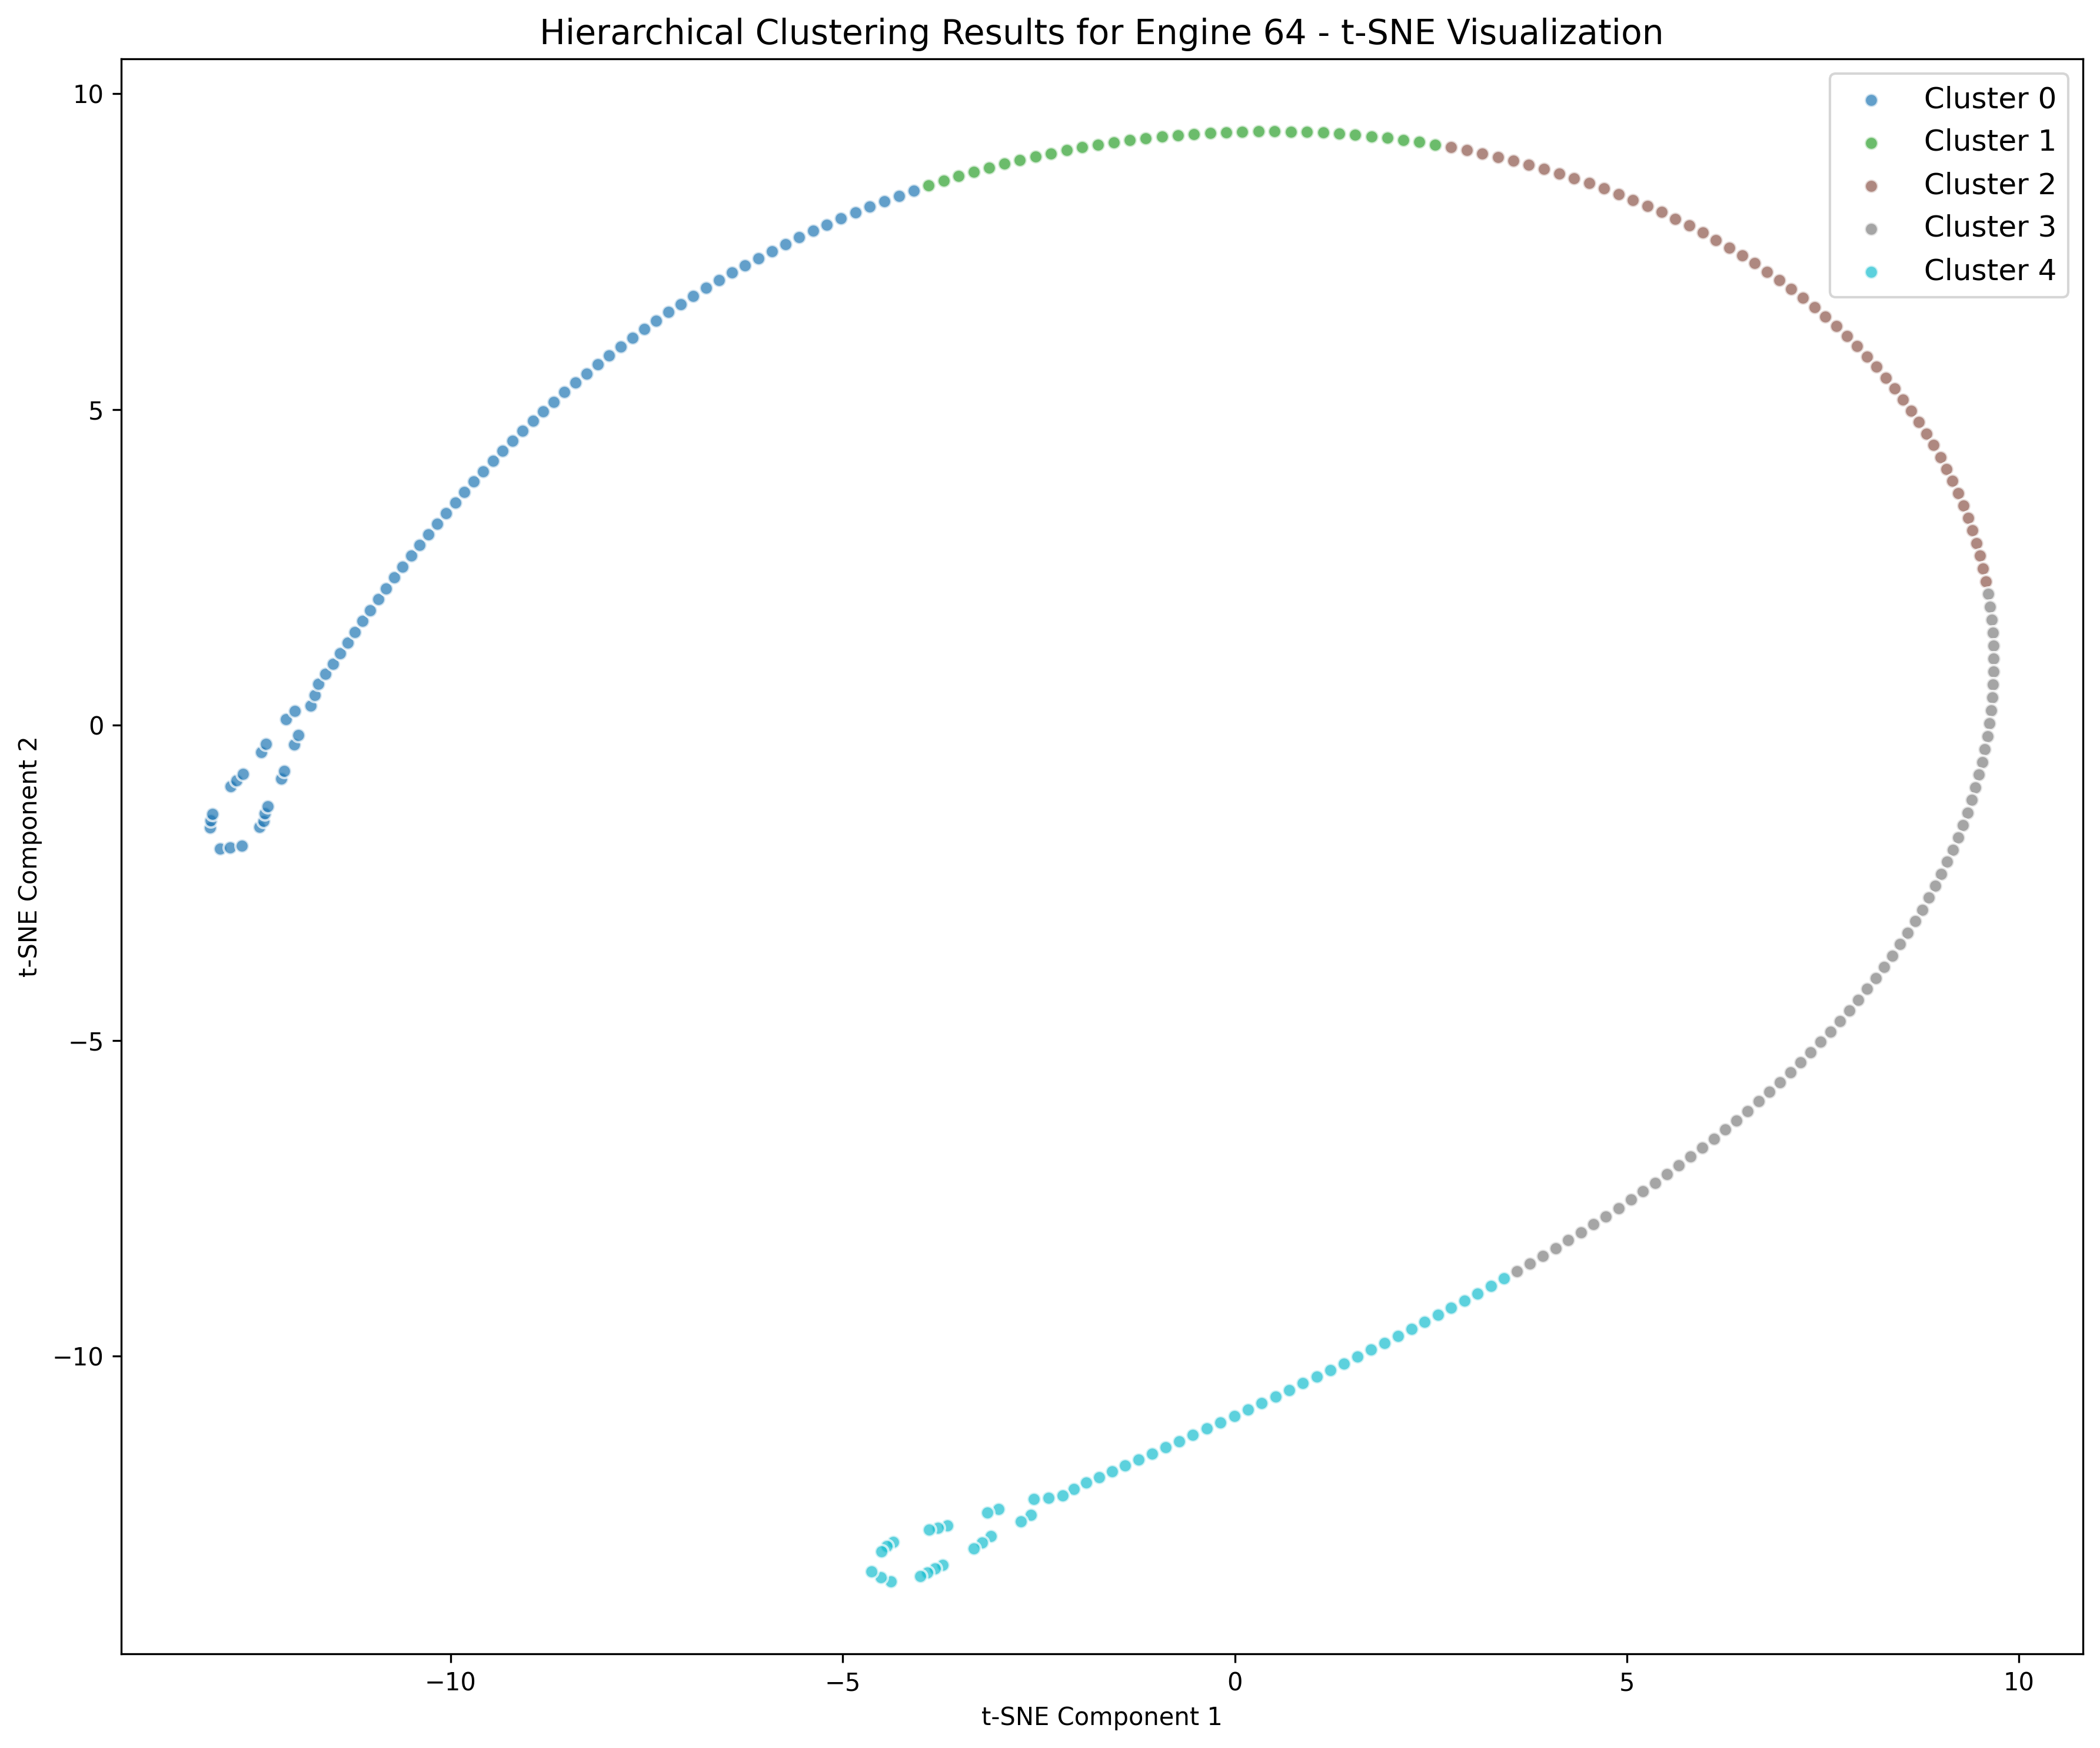 Hierarchical Clustering Results for Engine 64 - t-SNE Visualization
Cluster 0
Cluster 1
Cluster 2
Cluster 3
Cluster 4
10
5
0
−5
−10
t-SNE Component 2
−10
−5
0
5
10
t-SNE Component 1